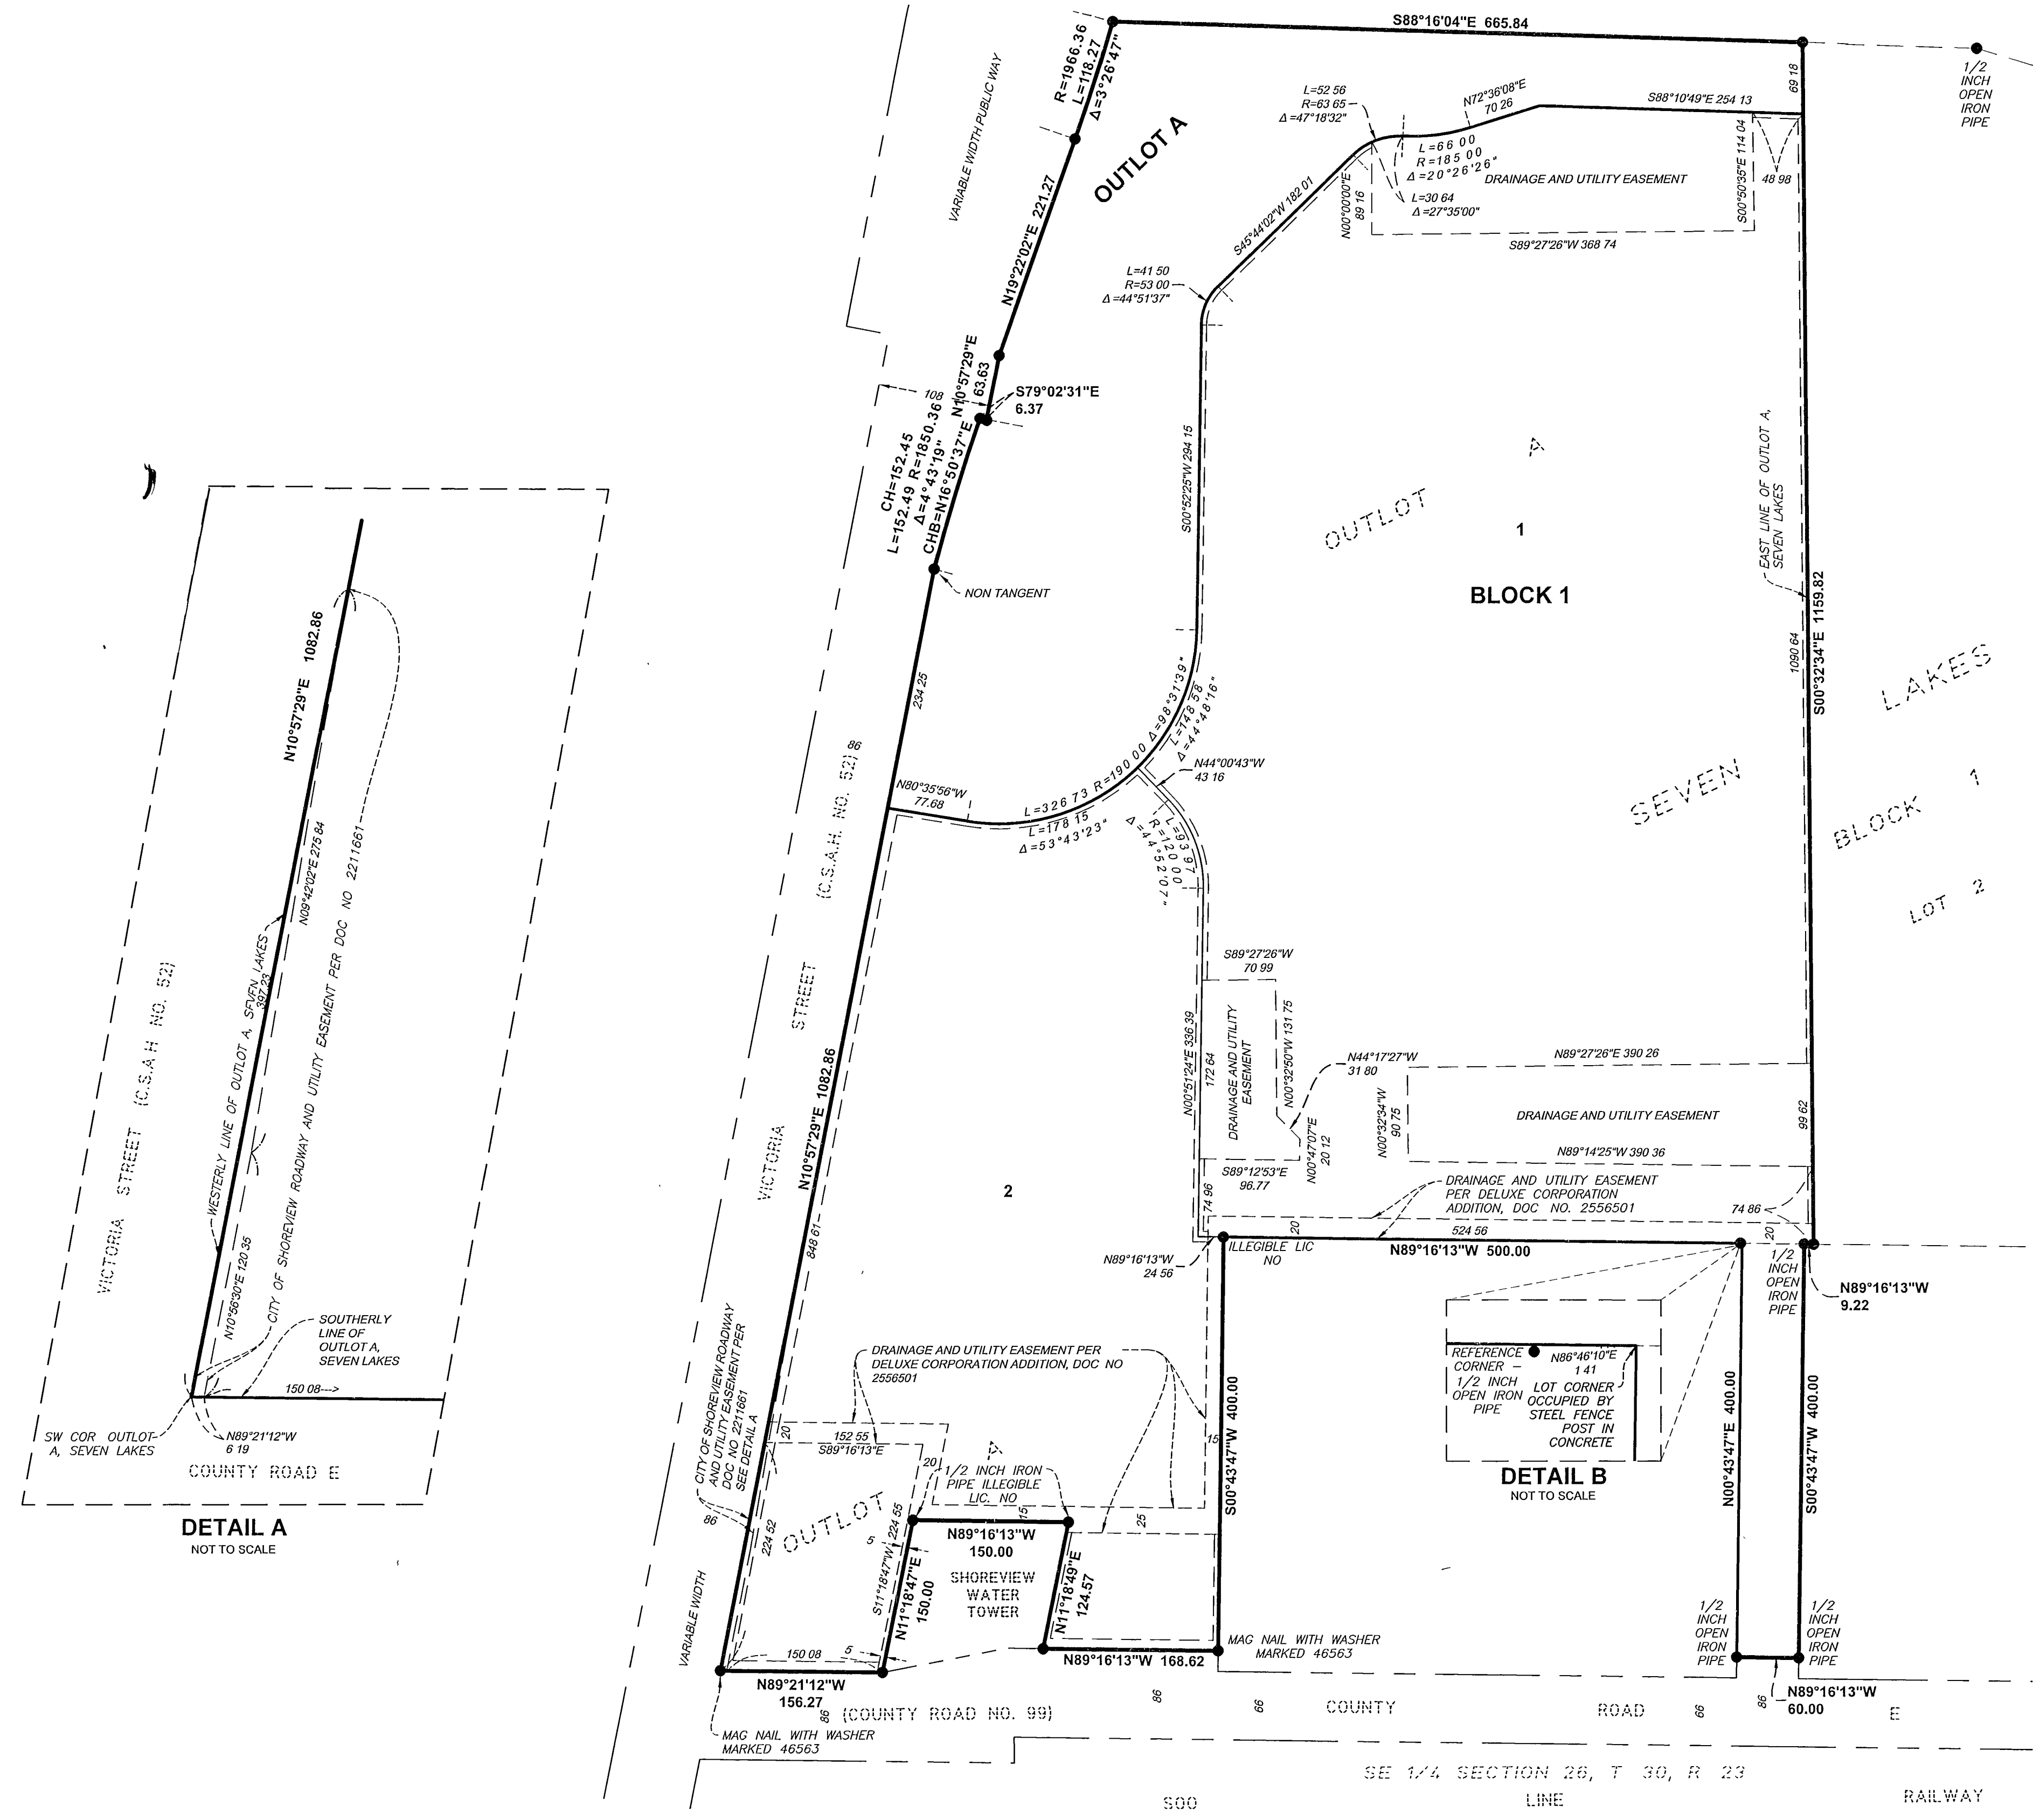 S88°16'04"E 665.84
R=1966.36
L=118.27
Δ=3°26'47"
VARIABLE WIDTH PUBLIC WAY
OUTLOT A
1/2
INCH
OPEN
IRON
PIPE
69 18
L=52 56
R=63 65
Δ=47°18'32"
N72°36'08"E
70 26
S88°10'49"E 254 13
L=66 00
R=185 00
Δ=20°26'26"
DRAINAGE AND UTILITY EASEMENT
S00°50'35"E 114 04
48 98
N00°00'00"E
89 16
L=30 64
Δ=27°35'00"
S89°27'26"W 368 74
S45°44'02"W 182 01
N19°22'02"E 221.27
L=41 50
R=53 00
Δ=44°51'37"
N10°57'29"E
63.63
108
S79°02'31"E
6.37
CH=152.45
L=152.49 R=1850.36
Δ=4°43'19"
CHB=N16°50'37"E
NON TANGENT
S00°52'25"W 294 15
A
OUTLOT
1
BLOCK 1
EAST LINE OF OUTLOT A,
SEVEN LAKES
S00°32'34"E 1159.82
1090 64
LAKES
SEVEN
BLOCK 1
LOT 2
234 25
86
(C.S.A.H. NO. 52)
STREET
VICTORIA
N80°35'56"W
77.68
L=326 73 R=190 00 Δ=98°31'39"
L=148 58
Δ=44°48'16"
L=178 15
Δ=53°43'23"
N44°00'43"W
43 16
L=93 97
R=120 00
Δ=44°52'07"
S89°27'26"W
70 99
N00°51'24"E 336 39
172 64
DRAINAGE AND UTILITY
EASEMENT
N00°32'50"W 131 75
N44°17'27"W
31 80
N00°47'07"E
20 12
S89°12'53"E
96.77
74 96
N89°27'26"E 390 26
N00°32'34"W
90 75
DRAINAGE AND UTILITY EASEMENT
99 62
N89°14'25"W 390 36
DRAINAGE AND UTILITY EASEMENT
PER DELUXE CORPORATION
ADDITION, DOC NO. 2556501
74 86
20
20
524 56
N89°16'13"W 500.00
ILLEGIBLE LIC
NO
N89°16'13"W
24 56
1/2
INCH
OPEN
IRON
PIPE
N89°16'13"W
9.22
N10°57'29"E 1082.86
848 61
2
REFERENCE
CORNER –
1/2 INCH
OPEN IRON
PIPE
N86°46'10"E
1 41
LOT CORNER
OCCUPIED BY
STEEL FENCE
POST IN
CONCRETE
DETAIL B
NOT TO SCALE
S00°43'47"W 400.00
N00°43'47"E 400.00
S00°43'47"W 400.00
CITY OF SHOREVIEW ROADWAY
AND UTILITY EASEMENT PER
DOC NO 2211661
SEE DETAIL A
DRAINAGE AND UTILITY EASEMENT PER
DELUXE CORPORATION ADDITION, DOC NO
2556501
20
152 55
S89°16'13"E
20
15
A
1/2 INCH IRON
PIPE ILLEGIBLE
LIC. NO
15
25
OUTLOT
86
224 52
224 55
5
S11°18'47"W
N11°18'47"E
150.00
N89°16'13"W
150.00
SHOREVIEW
WATER
TOWER
N11°18'49"E
124.57
VARIABLE WIDTH
150 08
5
N89°21'12"W
156.27
N89°16'13"W 168.62
MAG NAIL WITH WASHER
MARKED 46563
1/2
INCH
OPEN
IRON
PIPE
1/2
INCH
OPEN
IRON
PIPE
N89°16'13"W
60.00
MAG NAIL WITH WASHER
MARKED 46563
86
(COUNTY ROAD NO. 99)
86
66
COUNTY
ROAD
66
86
E
SE 1/4 SECTION 26, T 30, R 23
SOO
LINE
RAILWAY
N10°57'29"E 1082.86
N09°42'02"E 275 84
CITY OF SHOREVIEW ROADWAY AND UTILITY EASEMENT PER DOC NO 2211661
WESTERLY LINE OF OUTLOT A, SEVEN LAKES
397.23
VICTORIA STREET (C.S.A.H NO. 52)
N10°56'30"E 120 35
SOUTHERLY
LINE OF
OUTLOT A,
SEVEN LAKES
150 08--->
SW COR OUTLOT
A, SEVEN LAKES
N89°21'12"W
6 19
COUNTY ROAD E
DETAIL A
NOT TO SCALE